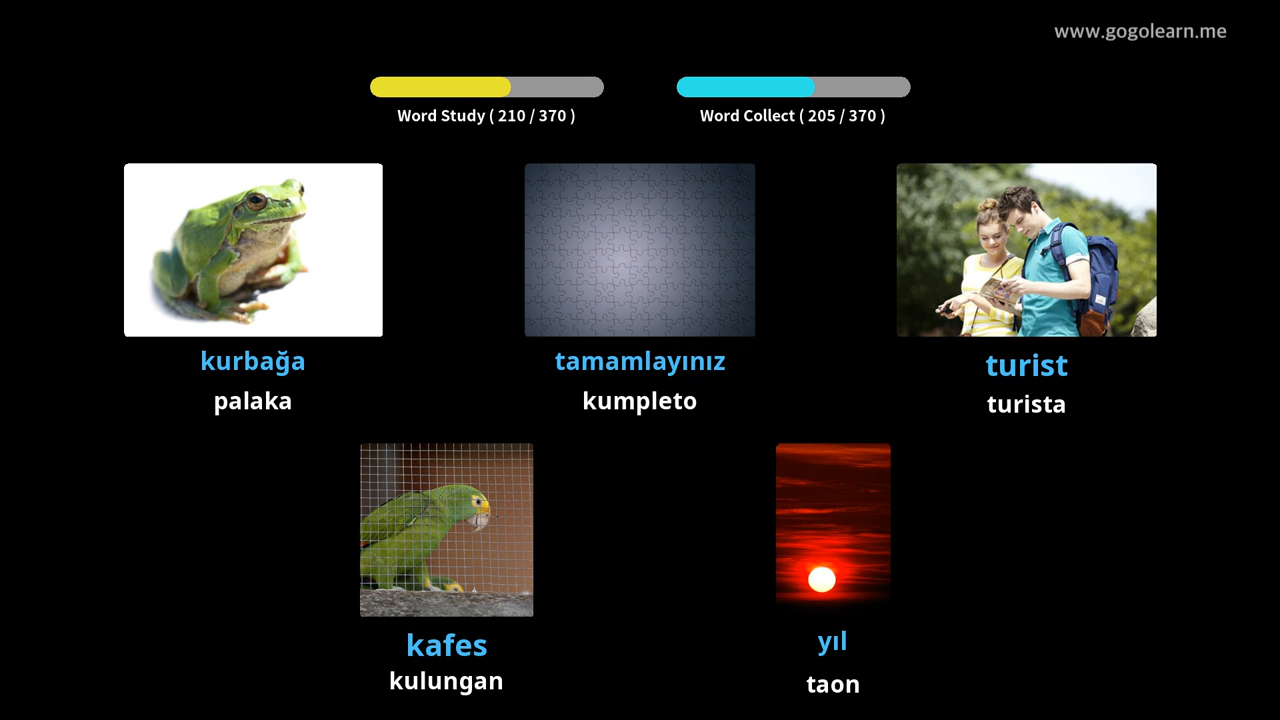 www.gogolearn.me
Word Study ( 210 / 370 )
Word Collect ( 205 / 370 )
kurbağa
palaka
tamamlayınız
kumpleto
turist
turista
kafes
kulungan
yıl
taon